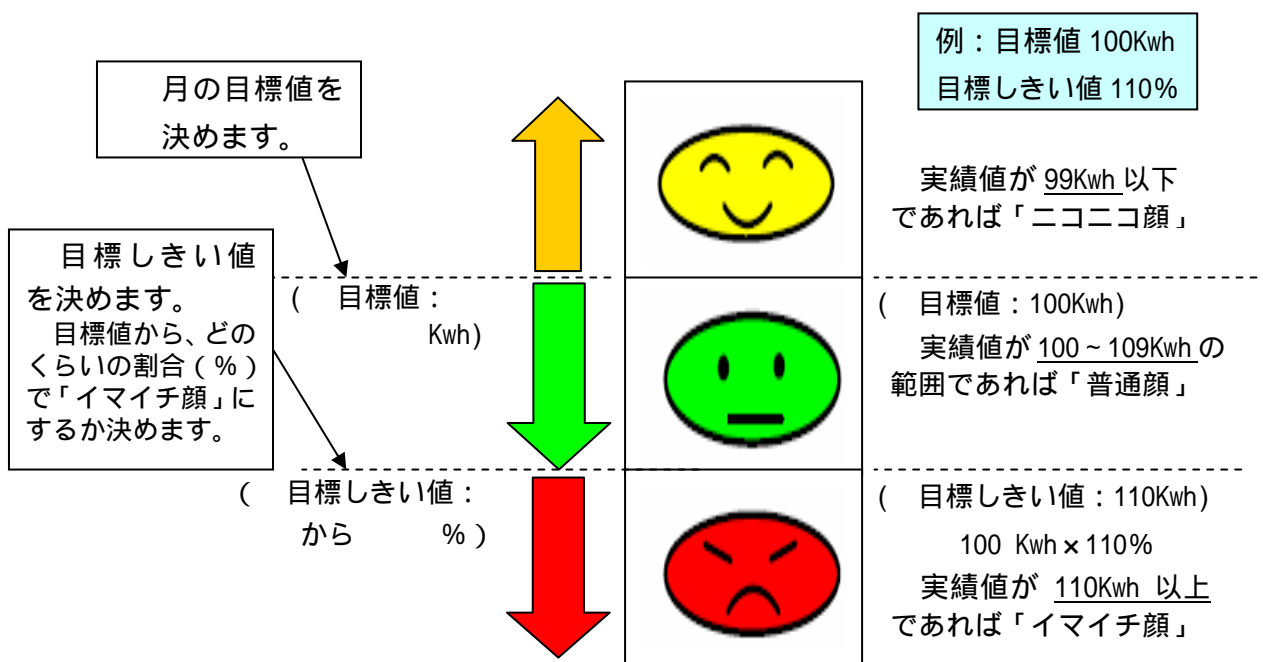 月の目標値を
決めます。
目標しきい値
を決めます。
目標値から、どの
くらいの割合（％）
で「イマイチ顔」に
するか決めます。
(　目標値：
Kwh)
(　目標しきい値：
から　　　％)
例：目標値 100Kwh
目標しきい値 110％
実績値が 99Kwh 以下
であれば「ニコニコ顔」
(　目標値：100Kwh)
実績値が 100～109Kwh の
範囲であれば「普通顔」
(　目標しきい値：110Kwh)
100 Kwh×110％
実績値が 110Kwh 以上
であれば「イマイチ顔」